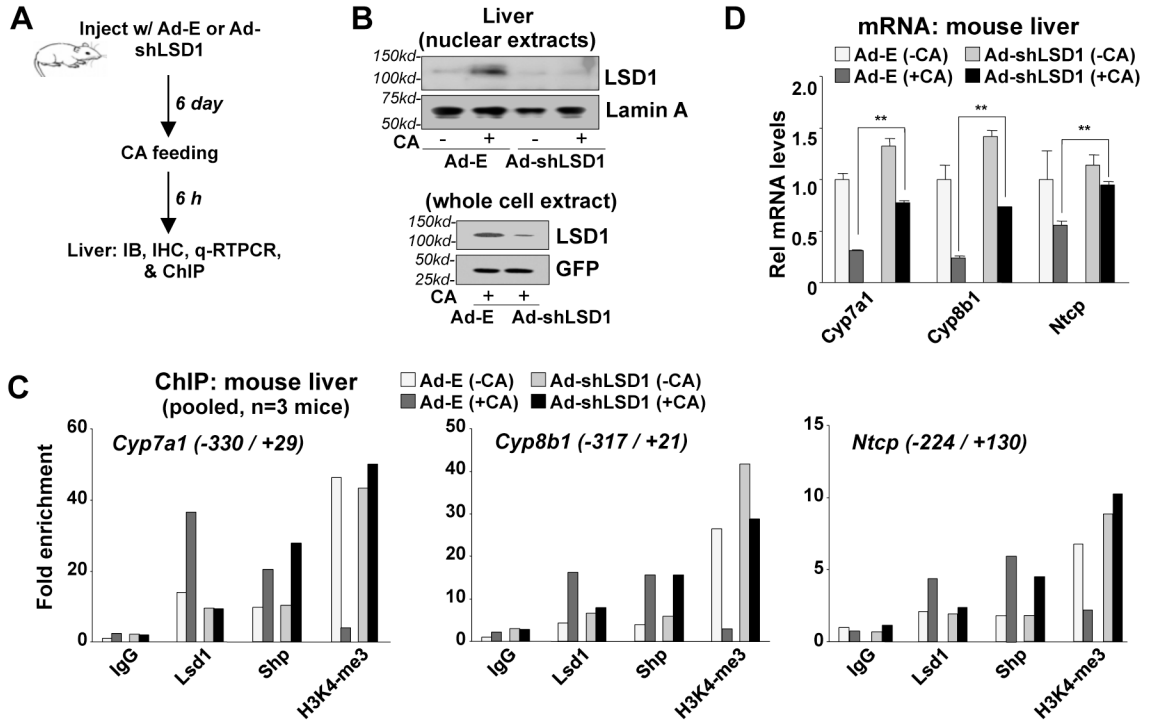 A
Inject w/ Ad-E or Ad-
shLSD1
6 day
CA feeding
6 h
Liver: IB, IHC, q-RTPCR,
& ChIP
B
Liver
(nuclear extracts)
150kd-
100kd-
LSD1
75kd-
50kd-
Lamin A
CA - + - +
Ad-E Ad-shLSD1
(whole cell extract)
150kd-
100kd-
LSD1
50kd-
25kd-
GFP
CA + +
Ad-E Ad-shLSD1
D
mRNA: mouse liver
Ad-E (-CA) Ad-shLSD1 (-CA)
Ad-E (+CA) Ad-shLSD1 (+CA)
Rel mRNA levels
2.0
1.5
1.0
0.5
0
** ** **
Cyp7a1 Cyp8b1 Ntcp
C
ChIP: mouse liver
(pooled, n=3 mice)
Ad-E (-CA) Ad-shLSD1 (-CA)
Ad-E (+CA) Ad-shLSD1 (+CA)
Fold enrichment
Cyp7a1 (-330 / +29)
60
40
20
0
IgG Lsd1 Shp H3K4-me3
Cyp8b1 (-317 / +21)
50
40
30
20
10
0
IgG Lsd1 Shp H3K4-me3
Ntcp (-224 / +130)
15
10
5
0
IgG Lsd1 Shp H3K4-me3